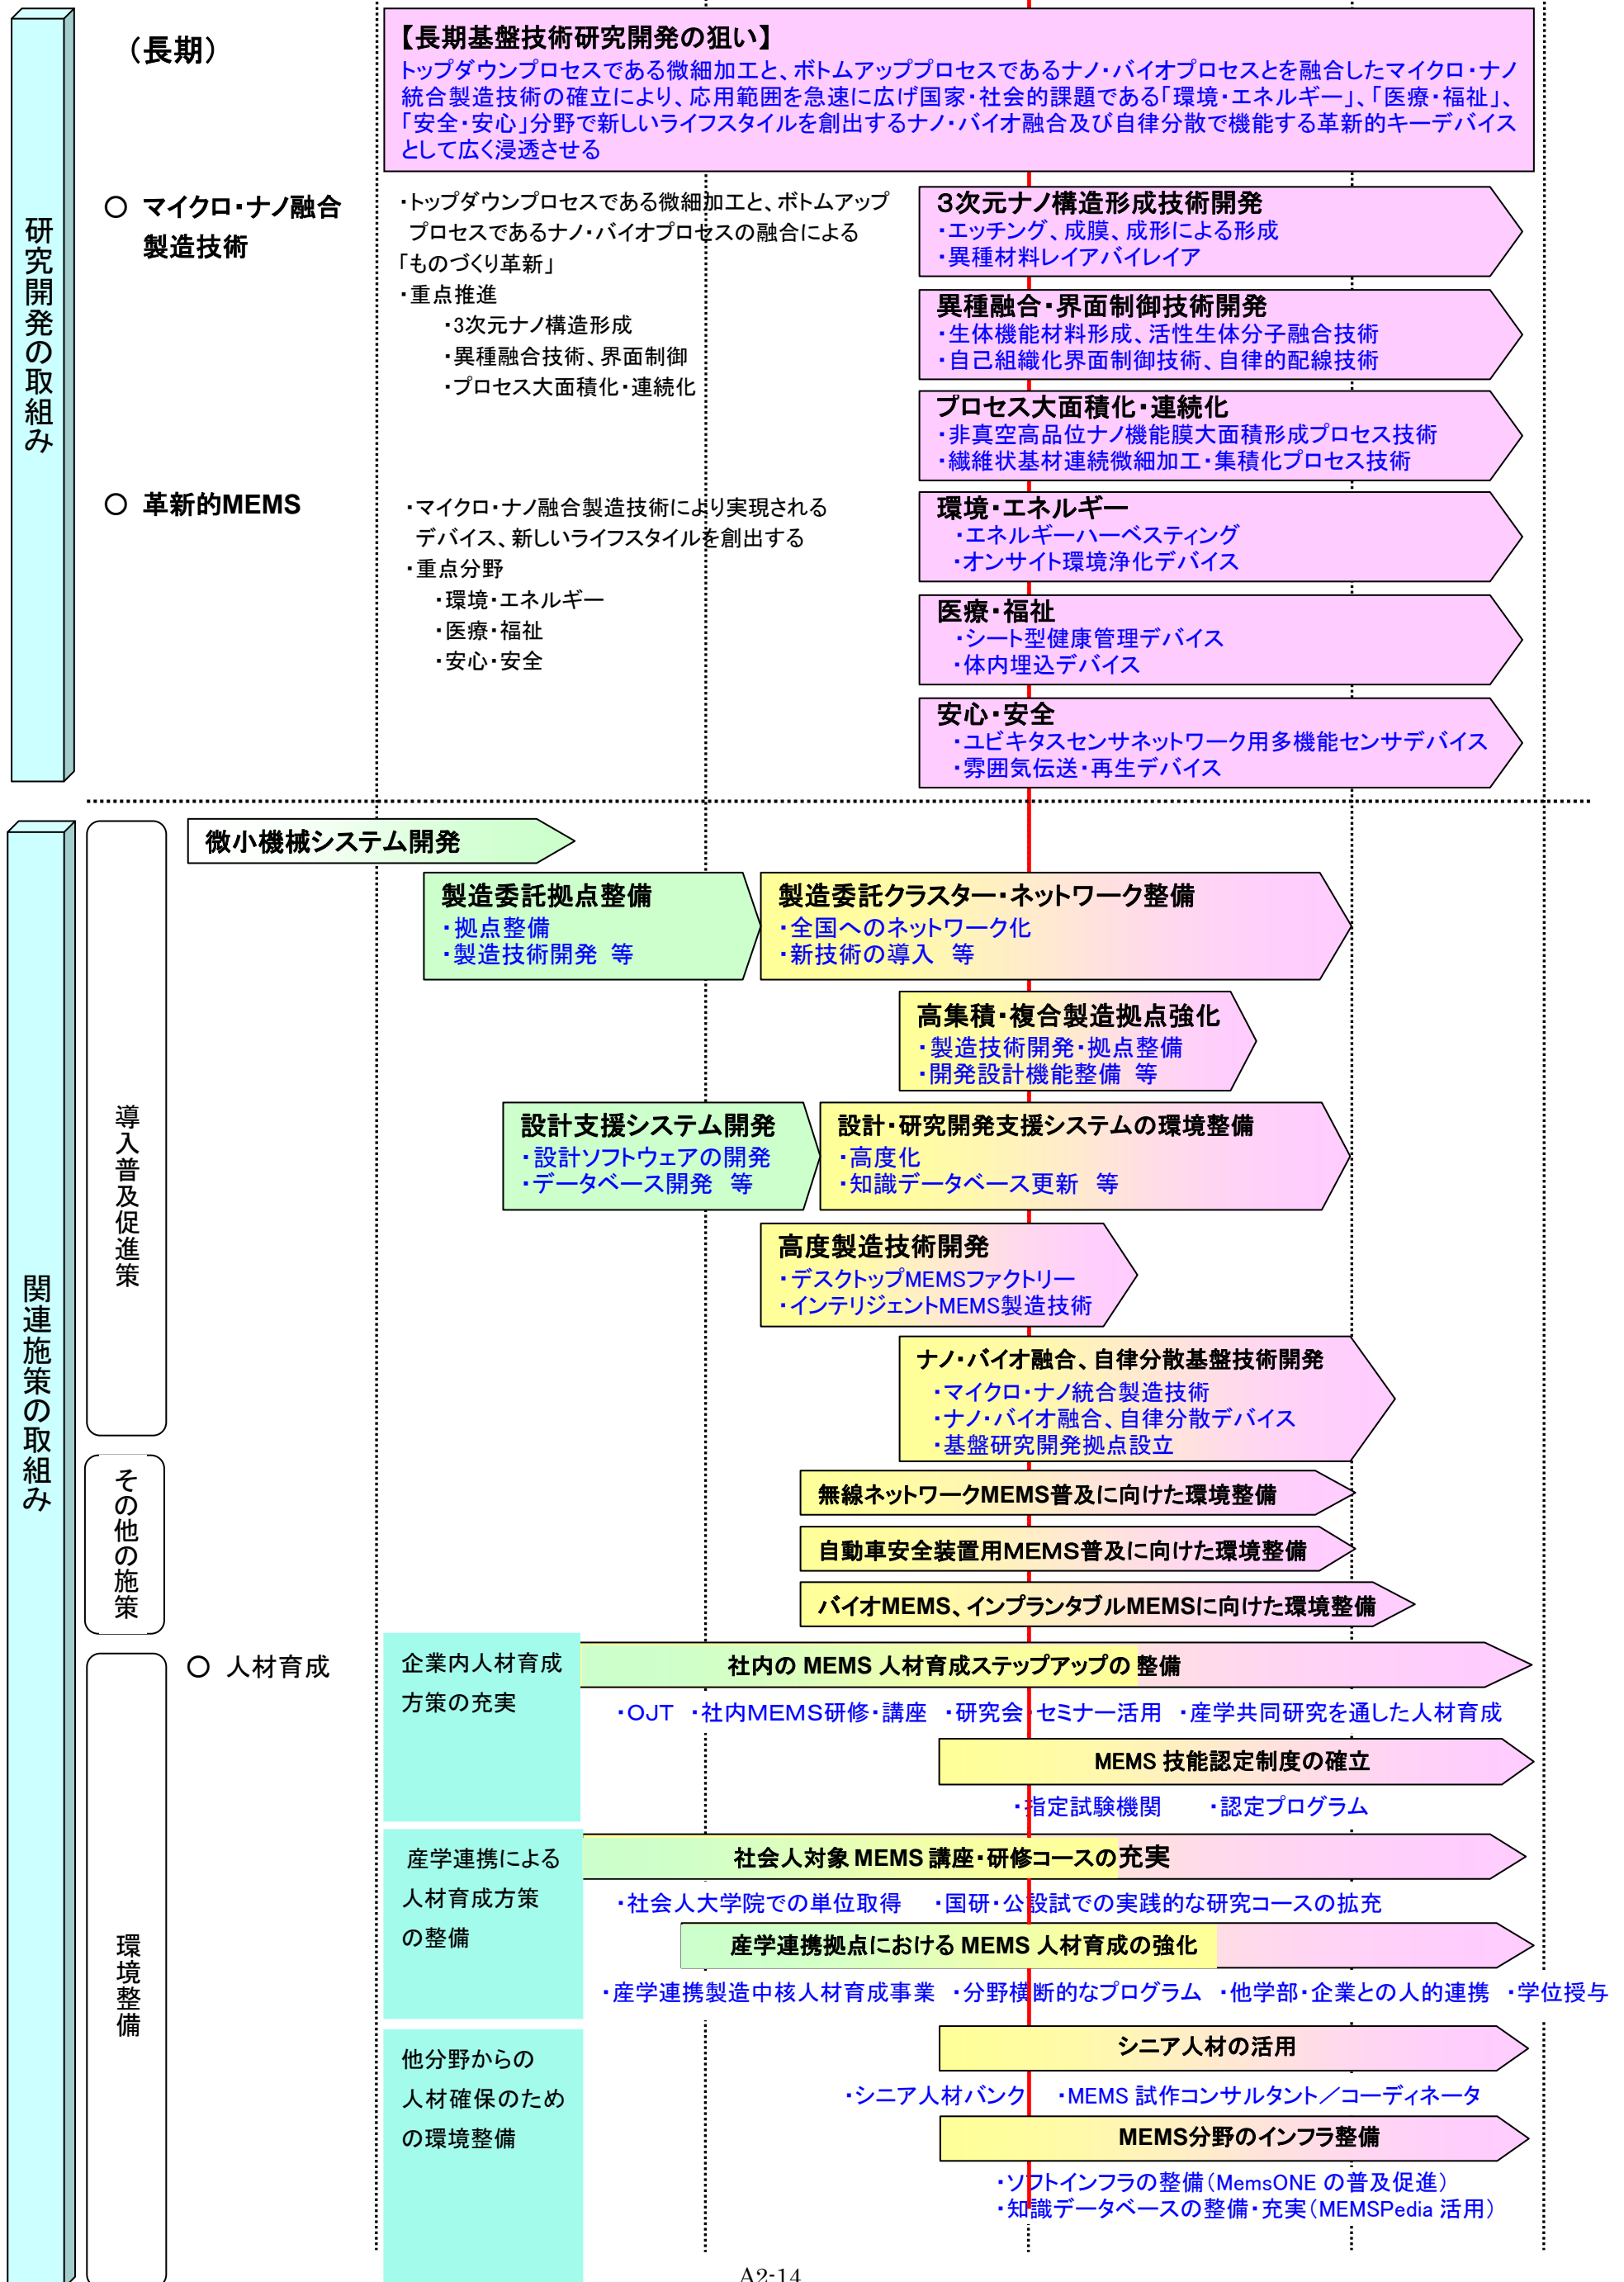 研究開発の取組み
（長期）
【長期基盤技術研究開発の狙い】
トップダウンプロセスである微細加工と、ボトムアッププロセスであるナノ・バイオプロセスとを融合したマイクロ・ナノ
統合製造技術の確立により、応用範囲を急速に広げ国家・社会的課題である「環境・エネルギー」、「医療・福祉」、
「安全・安心」分野で新しいライフスタイルを創出するナノ・バイオ融合及び自律分散で機能する革新的キーデバイス
として広く浸透させる
○ マイクロ・ナノ融合
製造技術
・トップダウンプロセスである微細加工と、ボトムアップ
プロセスであるナノ・バイオプロセスの融合による
「ものづくり革新」
・重点推進
・3次元ナノ構造形成
・異種融合技術、界面制御
・プロセス大面積化・連続化
３次元ナノ構造形成技術開発
・エッチング、成膜、成形による形成
・異種材料レイアバイレイア
異種融合・界面制御技術開発
・生体機能材料形成、活性生体分子融合技術
・自己組織化界面制御技術、自律的配線技術
プロセス大面積化・連続化
・非真空高品位ナノ機能膜大面積形成プロセス技術
・繊維状基材連続微細加工・集積化プロセス技術
○ 革新的MEMS
・マイクロ・ナノ融合製造技術により実現される
デバイス、新しいライフスタイルを創出する
・重点分野
・環境・エネルギー
・医療・福祉
・安心・安全
環境・エネルギー
・エネルギーハーベスティング
・オンサイト環境浄化デバイス
医療・福祉
・シート型健康管理デバイス
・体内埋込デバイス
安心・安全
・ユビキタスセンサネットワーク用多機能センサデバイス
・雰囲気伝送・再生デバイス
関連施策の取組み
導入普及促進策
微小機械システム開発
製造委託拠点整備
・拠点整備
・製造技術開発 等
製造委託クラスター・ネットワーク整備
・全国へのネットワーク化
・新技術の導入 等
高集積・複合製造拠点強化
・製造技術開発・拠点整備
・開発設計機能整備 等
設計支援システム開発
・設計ソフトウェアの開発
・データベース開発 等
設計・研究開発支援システムの環境整備
・高度化
・知識データベース更新 等
高度製造技術開発
・デスクトップMEMSファクトリー
・インテリジェントMEMS製造技術
ナノ・バイオ融合、自律分散基盤技術開発
・マイクロ・ナノ統合製造技術
・ナノ・バイオ融合、自律分散デバイス
・基盤研究開発拠点設立
その他の施策
無線ネットワークMEMS普及に向けた環境整備
自動車安全装置用ＭＥＭＳ普及に向けた環境整備
バイオMEMS、インプランタブルMEMSに向けた環境整備
環境整備
○ 人材育成
企業内人材育成
方策の充実
社内の MEMS 人材育成ステップアップの 整備
・ＯＪＴ ・社内ＭＥＭＳ研修・講座 ・研究会・セミナー活用 ・産学共同研究を通した人材育成
MEMS 技能認定制度の確立
・指定試験機関 ・認定プログラム
産学連携による
人材育成方策
の整備
社会人対象 MEMS 講座・研修コースの充実
・社会人大学院での単位取得 ・国研・公設試での実践的な研究コースの拡充
産学連携拠点における MEMS 人材育成の強化
・産学連携製造中核人材育成事業 ・分野横断的なプログラム ・他学部・企業との人的連携 ・学位授与
他分野からの
人材確保のため
の環境整備
シニア人材の活用
・シニア人材バンク ・MEMS 試作コンサルタント／コーディネータ
MEMS分野のインフラ整備
・ソフトインフラの整備（MemsONE の普及促進）
・知識データベースの整備・充実（MEMSPedia 活用）
A2-14